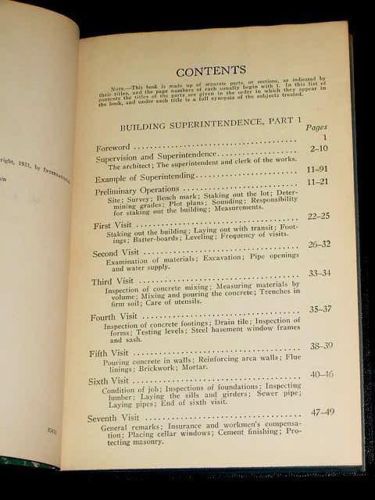 right, 1921, by International
CONTENTS
NOTE.—This book is made up of separate parts, or sections, as indicated by
their titles, and the page numbers of each usually begin with 1. In this list of
contents the titles of the parts are given in the order in which they appear in
the book, and under each title is a full synopsis of the subjects treated.
BUILDING SUPERINTENDENCE, PART 1
Pages
Foreword 1
Supervision and Superintendence 2–10
The architect; The superintendent and clerk of the works.
Example of Superintending 11–91
Preliminary Operations 11–21
Site; Survey; Bench mark; Staking out the lot; Deter-
mining grades; Plot plans; Sounding; Responsibility
for staking out the building; Measurements.
First Visit 22–25
Staking out the building; Laying out with transit; Foot-
ings; Batter-boards; Leveling; Frequency of visits.
Second Visit 26–32
Examination of materials; Excavation; Pipe openings
and water supply.
Third Visit 33–34
Inspection of concrete mixing; Measuring materials by
volume; Mixing and pouring the concrete; Trenches in
firm soil; Care of utensils.
Fourth Visit 35–37
Inspection of concrete footings; Drain tile; Inspection of
forms; Testing levels; Steel basement window frames
and sash.
Fifth Visit 38–39
Pouring concrete in walls; Reinforcing area walls; Flue
linings; Brickwork; Mortar.
Sixth Visit 40–46
Condition of job; Inspections of foundations; Inspecting
lumber; Laying the sills and girders; Sewer pipe;
Laying pipes; End of sixth visit.
Seventh Visit 47–49
General remarks; Insurance and workmen's compensa-
tion; Placing cellar windows; Cement finishing; Pro-
tecting masonry.